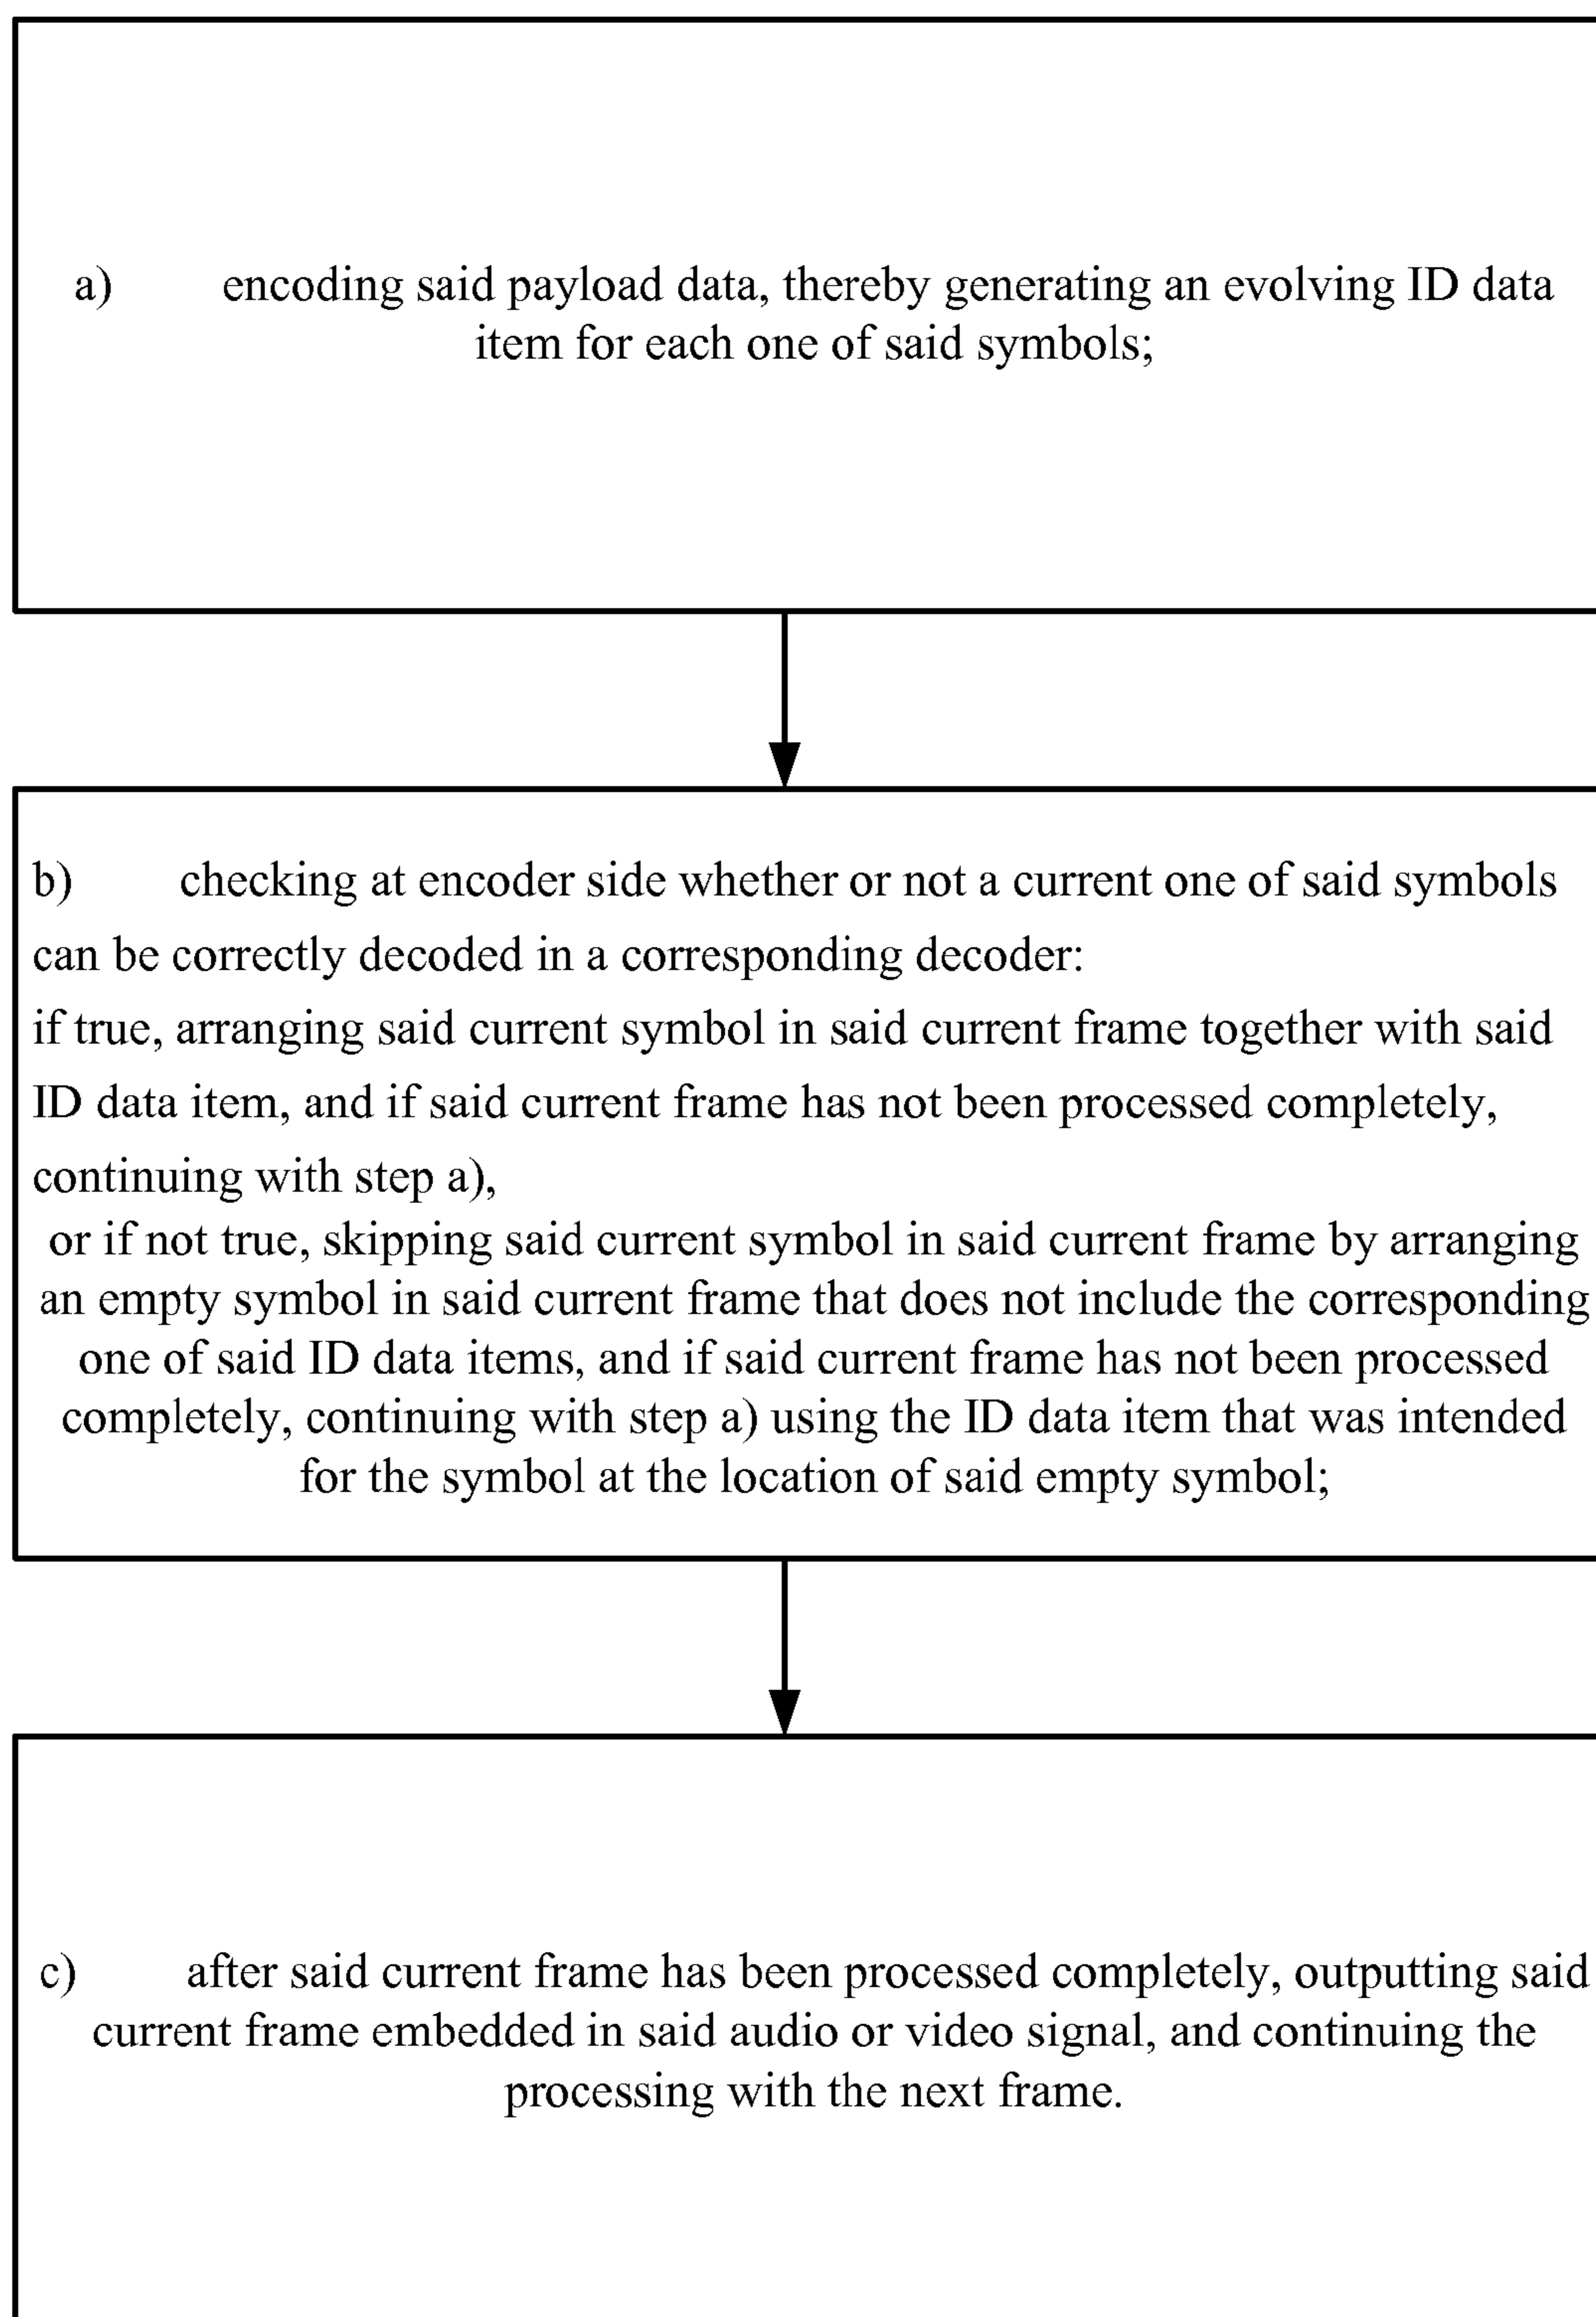 a) encoding said payload data, thereby generating an evolving ID data
item for each one of said symbols;
b) checking at encoder side whether or not a current one of said symbols
can be correctly decoded in a corresponding decoder:
if true, arranging said current symbol in said current frame together with said
ID data item, and if said current frame has not been processed completely,
continuing with step a),
or if not true, skipping said current symbol in said current frame by arranging
an empty symbol in said current frame that does not include the corresponding
one of said ID data items, and if said current frame has not been processed
completely, continuing with step a) using the ID data item that was intended
for the symbol at the location of said empty symbol;
c) after said current frame has been processed completely, outputting said
current frame embedded in said audio or video signal, and continuing the
processing with the next frame.